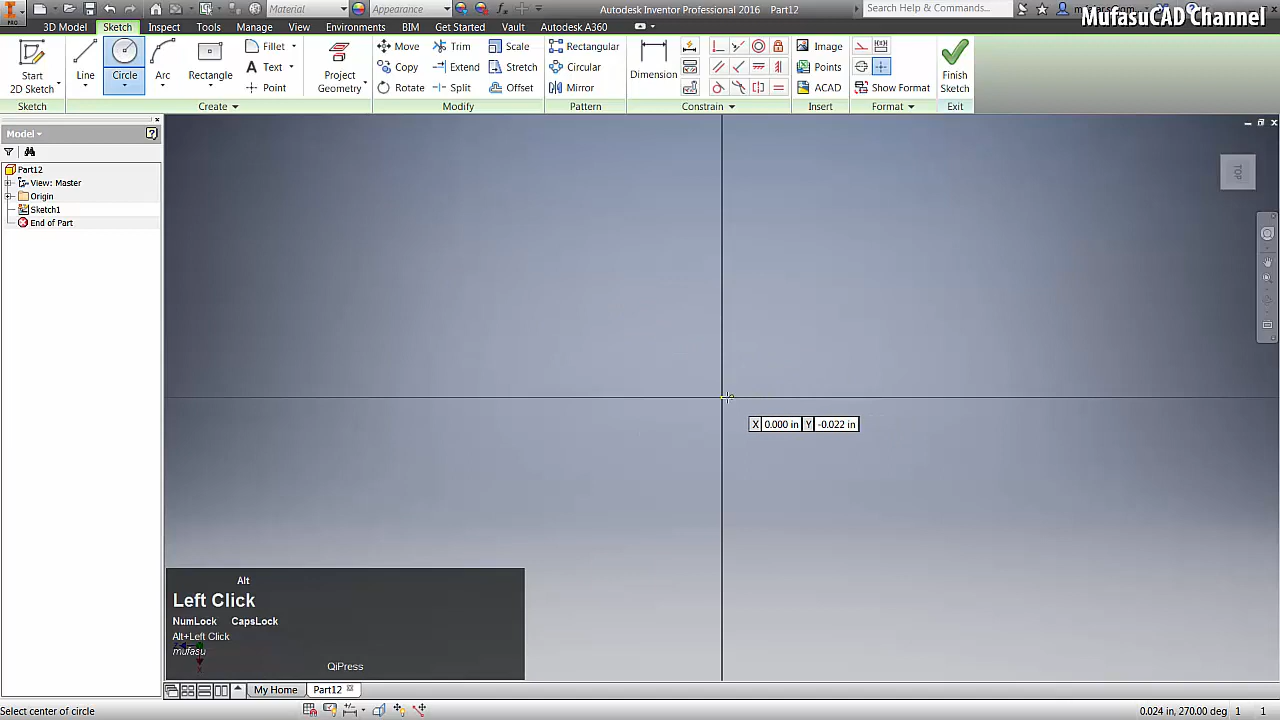 Material
Appearance
Autodesk Inventor Professional 2016 Part12
Search Help & Commands...
MufasuCAD Channel
PRO
3D Model Sketch Inspect Tools Manage View Environments BIM Get Started Vault Autodesk A360
Start
2D Sketch
Line
Circle
Arc
Rectangle
Fillet
Text
Point
Project
Geometry
Move
Copy
Rotate
Trim
Extend
Split
Scale
Stretch
Offset
Rectangular
Circular
Mirror
Dimension
Image
Points
ACAD
Show Format
Finish
Sketch
Sketch Create Modify Pattern Constrain Insert Format Exit
Model
Part12
View: Master
Origin
Sketch1
End of Part
TOP
X 0.000 in Y -0.022 in
Alt
Left Click
NumLock CapsLock
Alt+Left Click
mufasu
QiPress
My Home Part12
Select center of circle
0.024 in, 270.00 deg 1 1